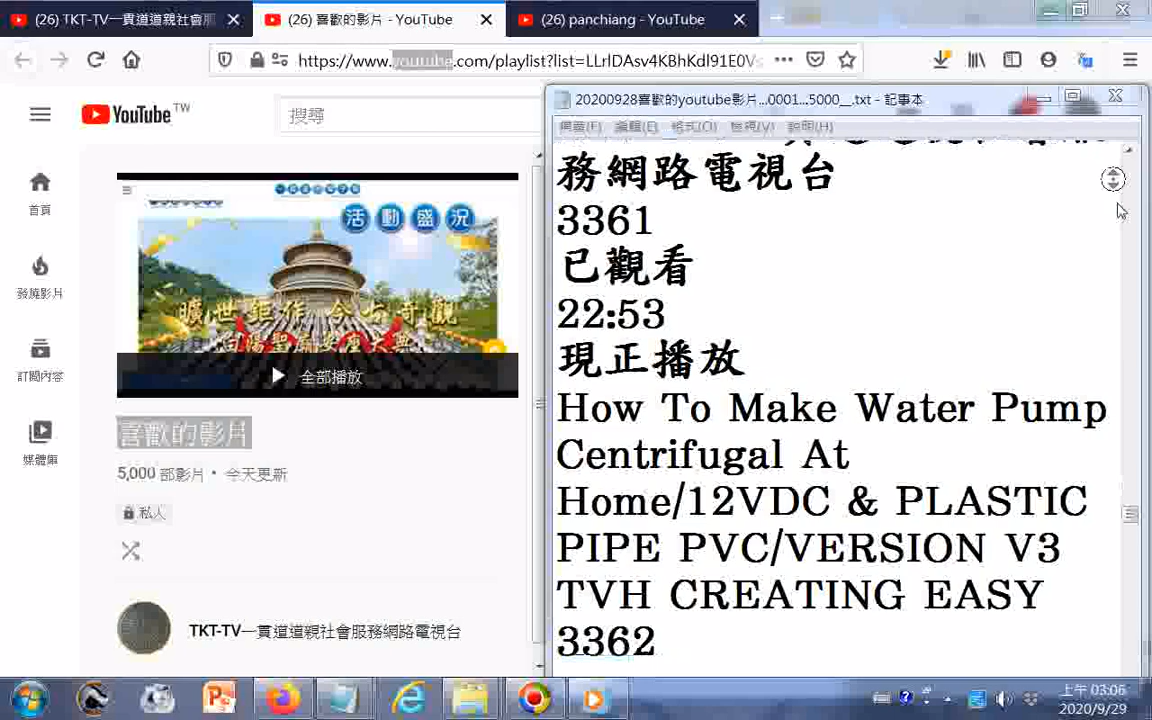 (26) TKT-TV一貫道道親社會服
(26) 喜歡的影片 - YouTube
(26) panchiang - YouTube
https://www.youtube.com/playlist?list=LLrlDAsv4KBhKdl91E0Vs
YouTube TW
搜尋
首頁
發燒影片
訂閱內容
媒體庫
活動盛況
曠世鉅作 今古奇觀
全部播放
喜歡的影片
5,000 部影片・今天更新
私人
TKT-TV一貫道道親社會服務網路電視台
20200928喜歡的youtube影片...0001...5000__.txt - 記事本
檔案(F) 編輯(E) 格式(O) 檢視(V) 說明(H)
務網路電視台
3361
已觀看
22:53
現正播放
How To Make Water Pump
Centrifugal At
Home/12VDC & PLASTIC
PIPE PVC/VERSION V3
TVH CREATING EASY
3362
上午 03:06
2020/9/29